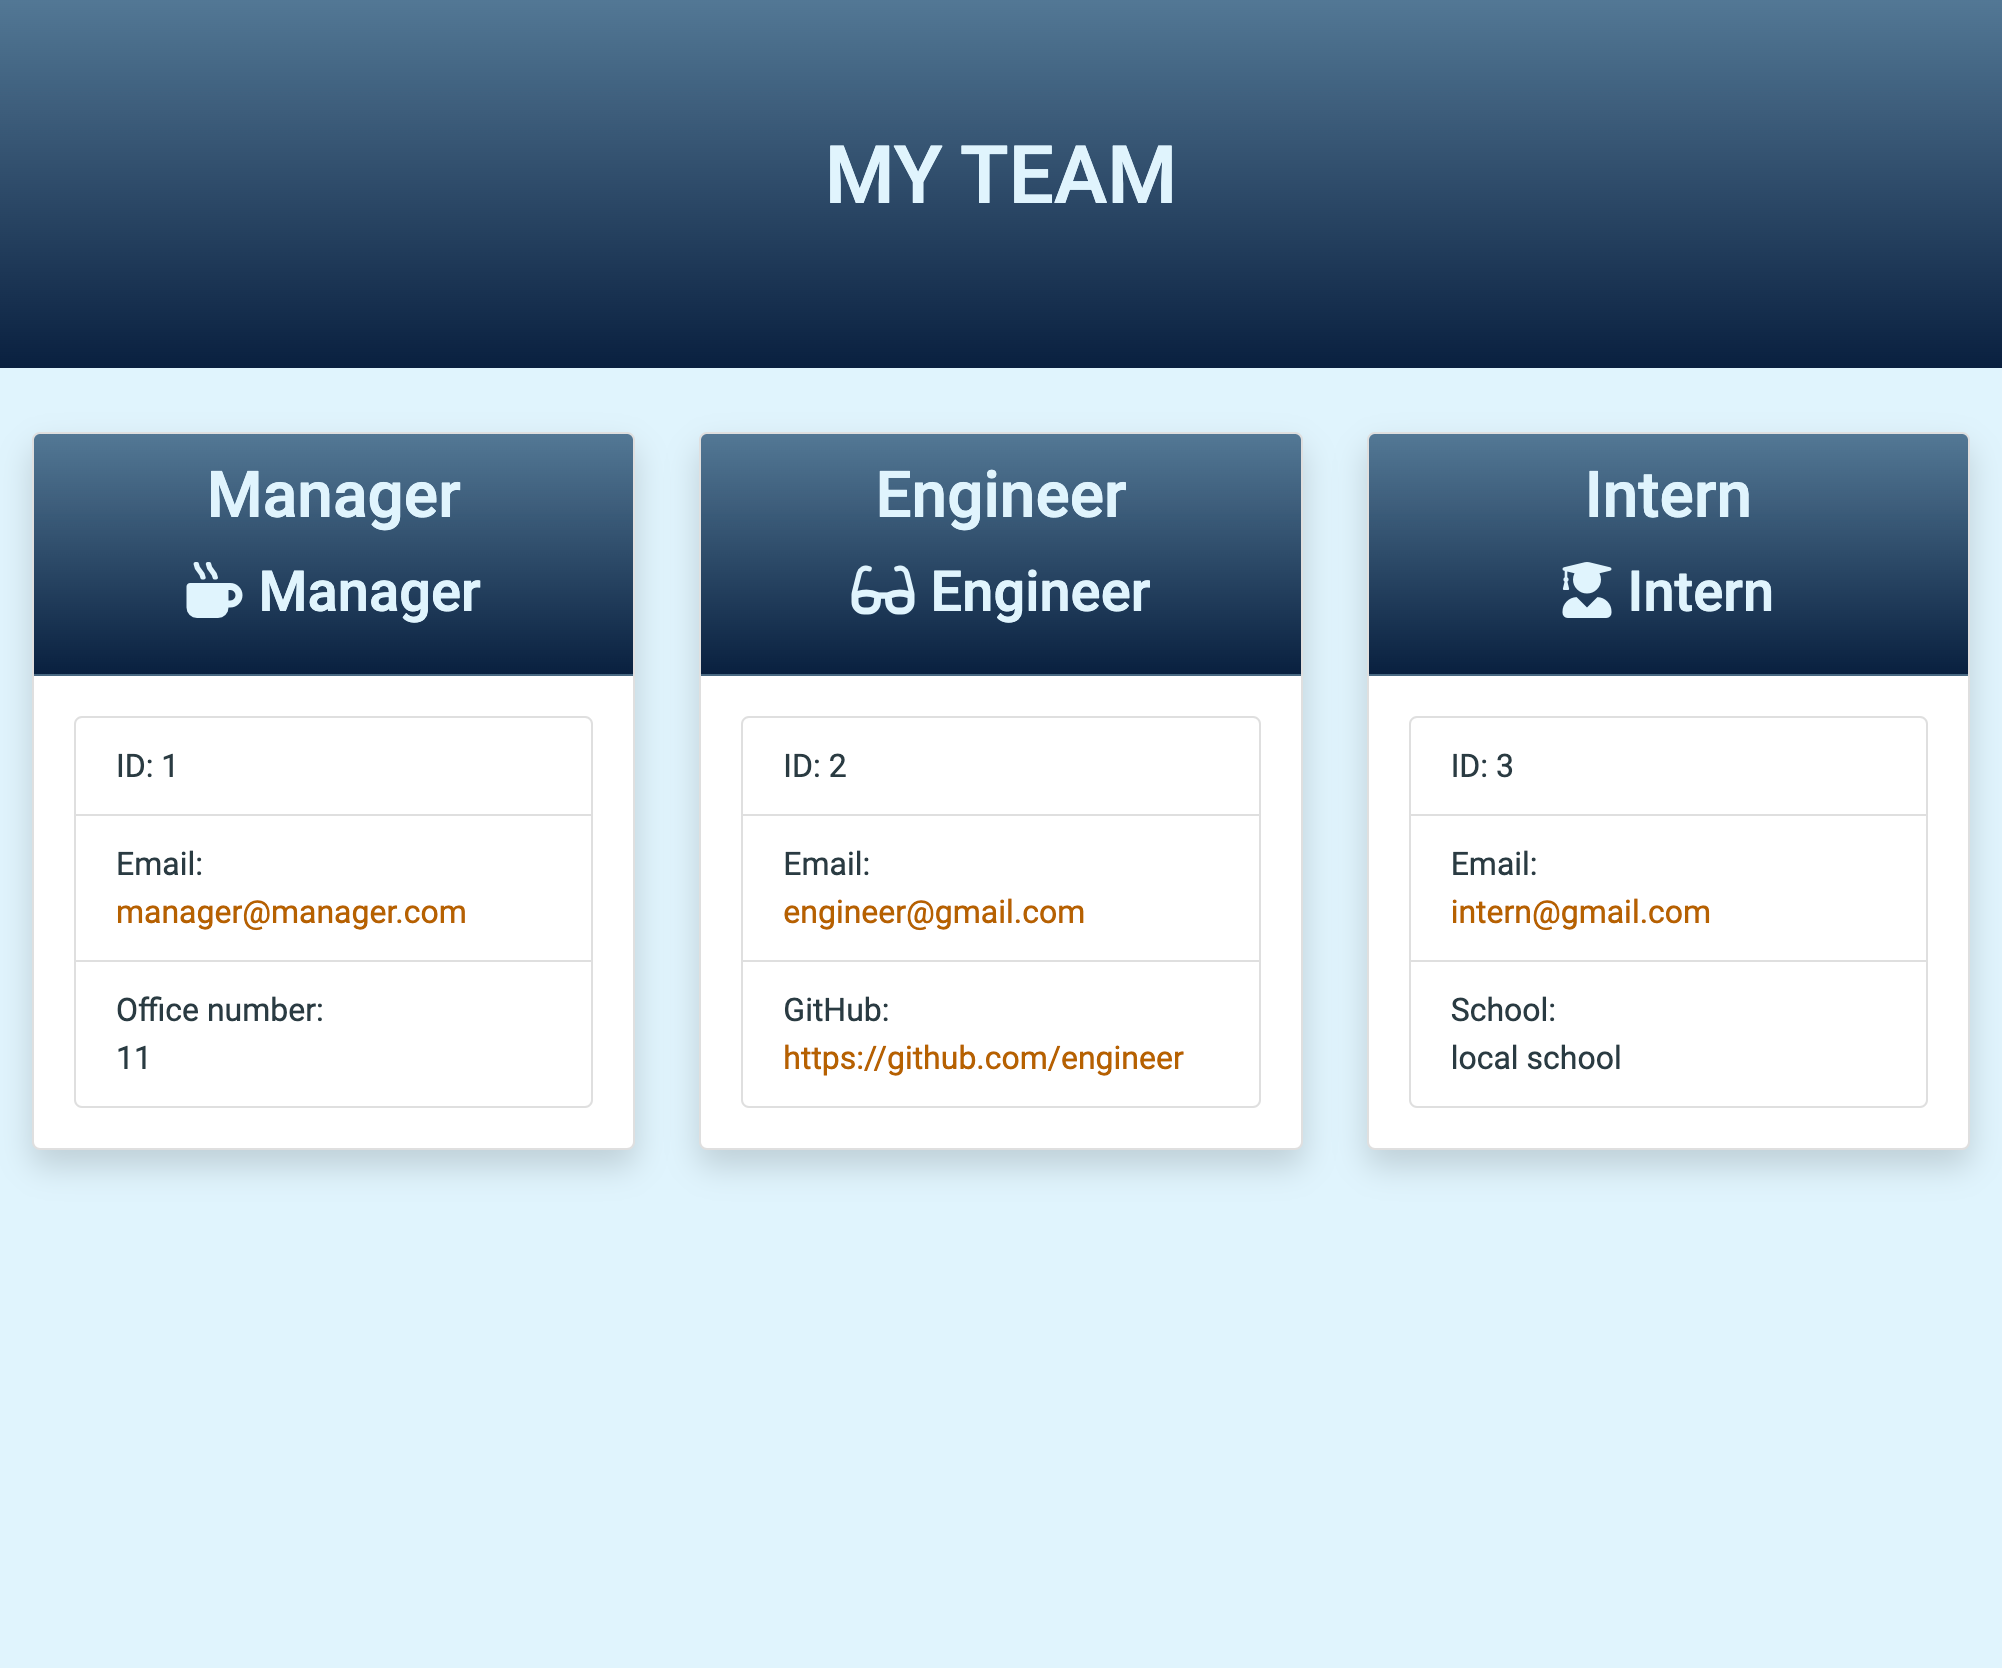 MY TEAM
Manager
Manager
ID: 1
Email:
manager@manager.com
Office number:
11
Engineer
Engineer
ID: 2
Email:
engineer@gmail.com
GitHub:
https://github.com/engineer
Intern
Intern
ID: 3
Email:
intern@gmail.com
School:
local school